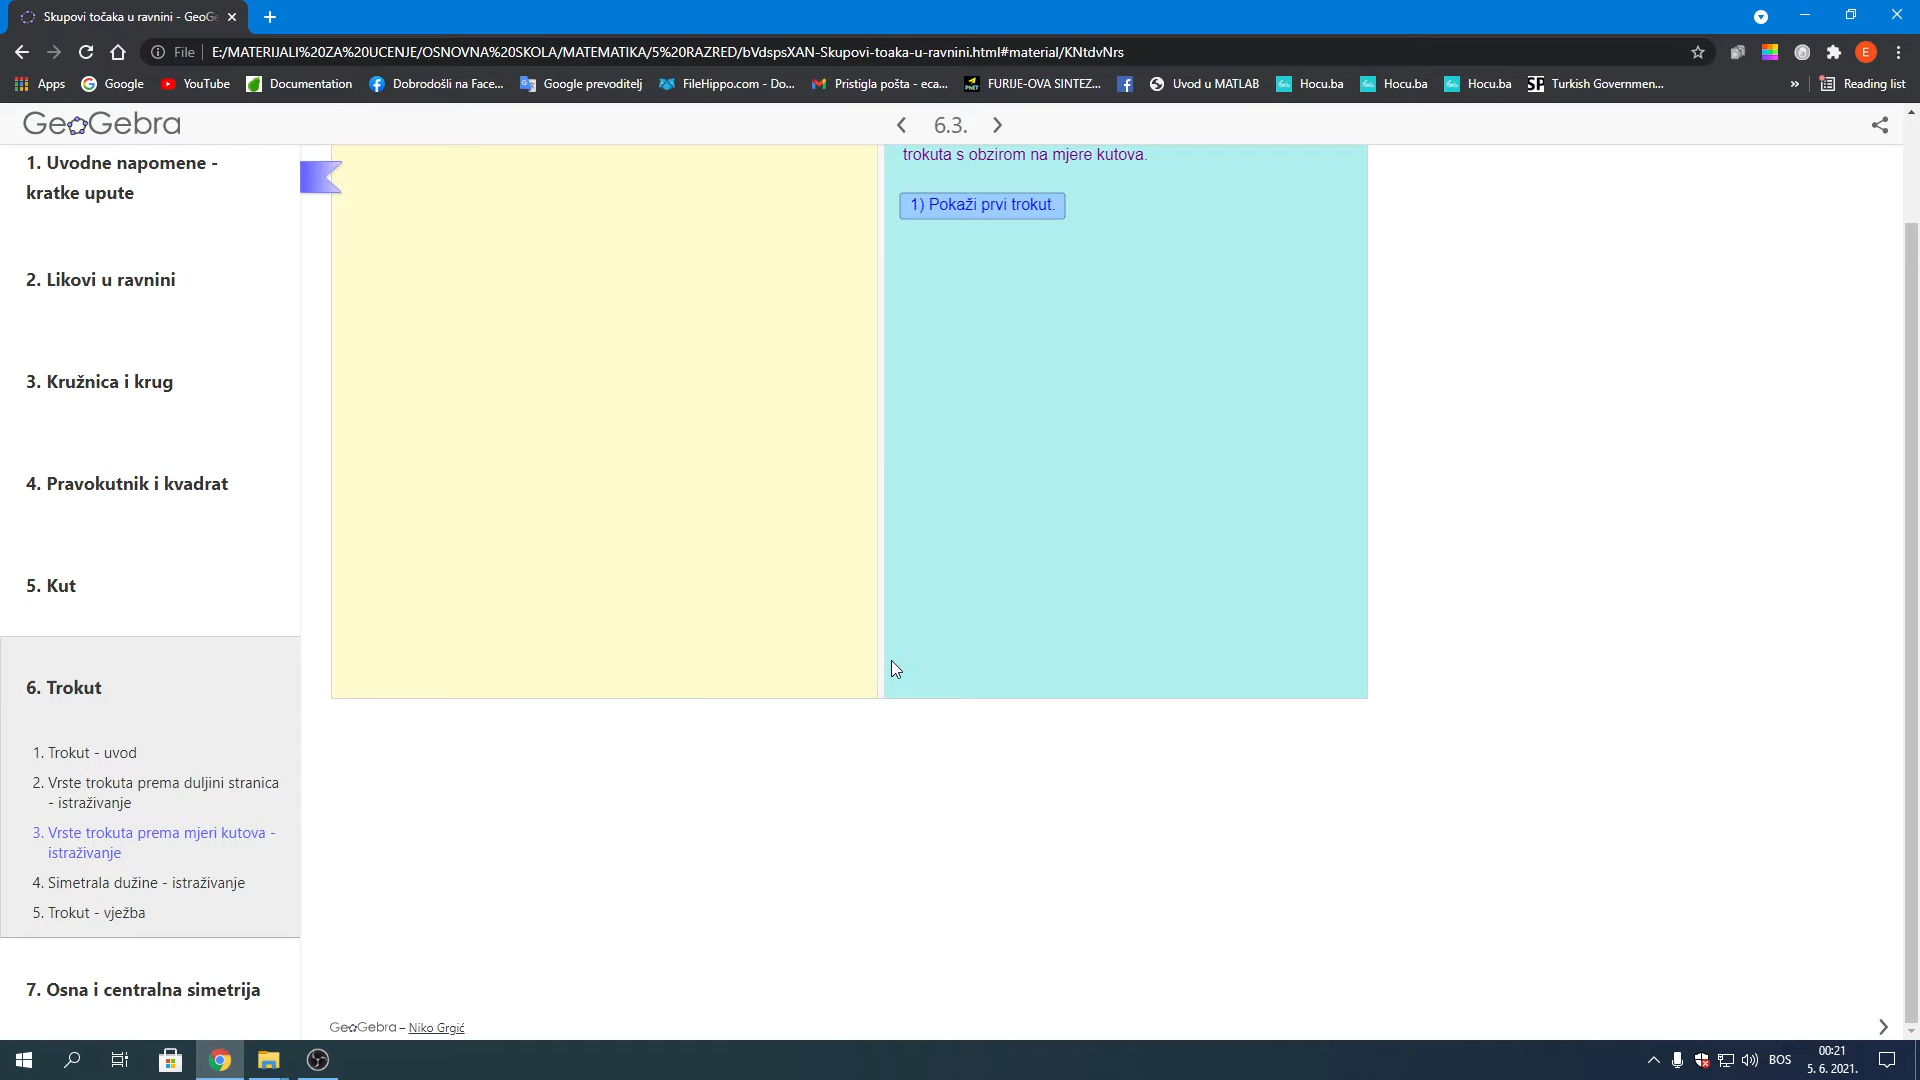 Skupovi točaka u ravnini - GeoGe
File
E:/MATERIJALI%20ZA%20UCENJE/OSNOVNA%20SKOLA/MATEMATIKA/5%20RAZRED/bVdspsXAN-Skupovi-toaka-u-ravnini.html#material/KNtdvNrs
E
Apps
Google
YouTube
Documentation
Dobrodošli na Face...
Google prevoditelj
FileHippo.com - Do...
Pristigla pošta - eca...
FURIJE-OVA SINTEZ...
Uvod u MATLAB
Hocu.ba
Hocu.ba
Hocu.ba
Turkish Governmen...
»
Reading list
GeoGebra
6.3.
1. Uvodne napomene -
kratke upute
2. Likovi u ravnini
3. Kružnica i krug
4. Pravokutnik i kvadrat
5. Kut
6. Trokut
1. Trokut - uvod
2. Vrste trokuta prema duljini stranica
- istraživanje
3. Vrste trokuta prema mjeri kutova -
istraživanje
4. Simetrala dužine - istraživanje
5. Trokut - vježba
7. Osna i centralna simetrija
trokuta s obzirom na mjere kutova.
1) Pokaži prvi trokut.
GeoGebra – Niko Grgić
BOS
00:21
5. 6. 2021.